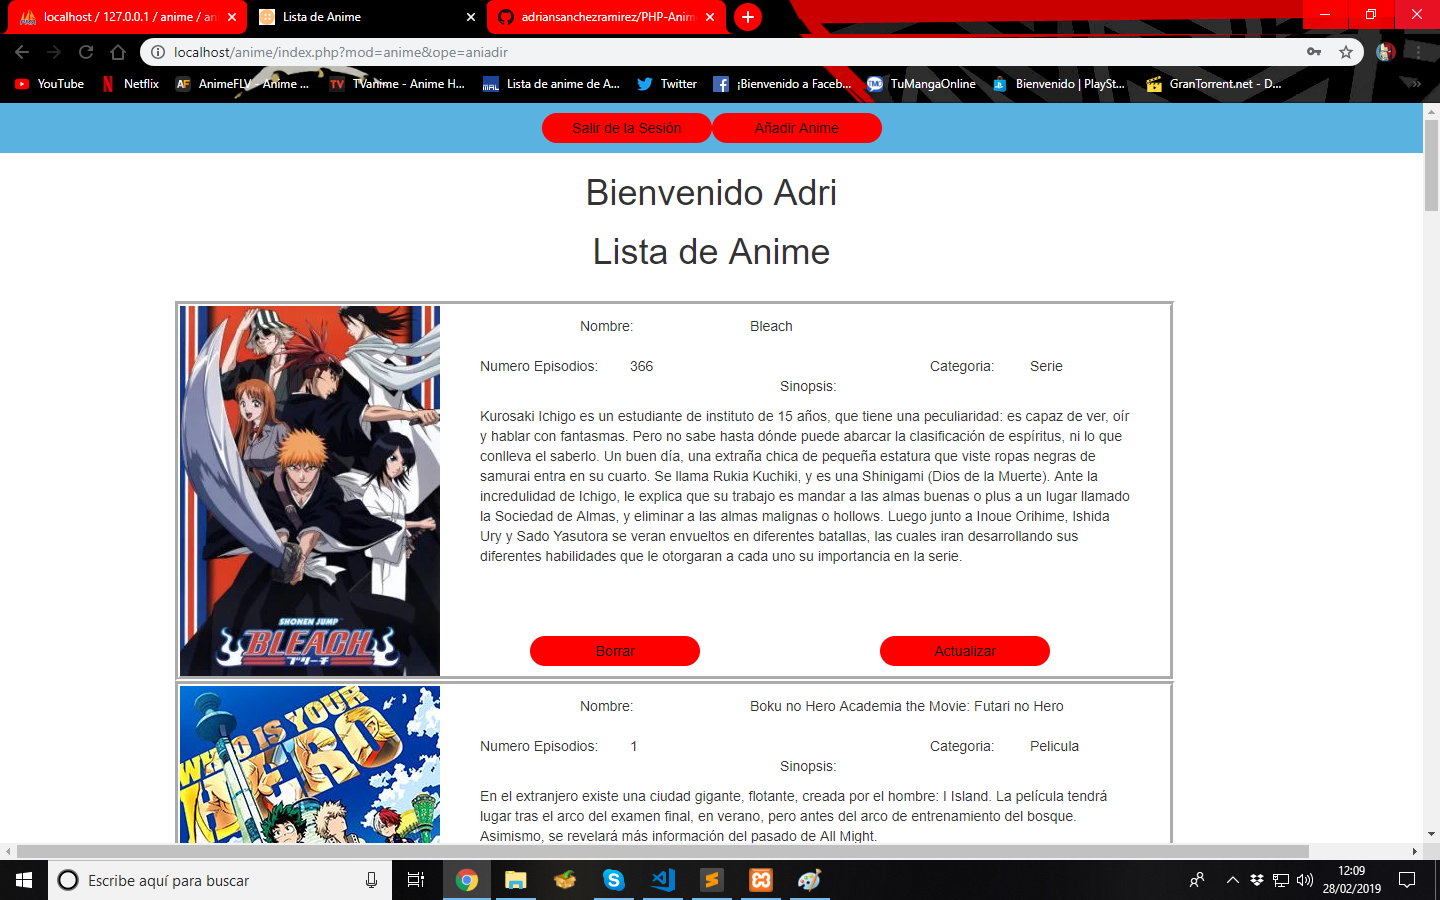 localhost / 127.0.0.1 / anime / an
Lista de Anime
adriansanchezramirez/PHP-Anim
localhost/anime/index.php?mod=anime&ope=aniadir
YouTube
Netflix
AnimeFLV - Anime ...
TVanime - Anime H...
Lista de anime de A...
Twitter
¡Bienvenido a Faceb...
TuMangaOnline
Bienvenido | PlaySt...
GranTorrent.net - D...
Salir de la Sesión
Añadir Anime
Bienvenido Adri
Lista de Anime
Nombre: Bleach
Numero Episodios: 366 Categoria: Serie
Sinopsis:
Kurosaki Ichigo es un estudiante de instituto de 15 años, que tiene una peculiaridad: es capaz de ver, oír
y hablar con fantasmas. Pero no sabe hasta dónde puede abarcar la clasificación de espíritus, ni lo que
conlleva el saberlo. Un buen día, una extraña chica de pequeña estatura que viste ropas negras de
samurai entra en su cuarto. Se llama Rukia Kuchiki, y es una Shinigami (Dios de la Muerte). Ante la
incredulidad de Ichigo, le explica que su trabajo es mandar a las almas buenas o plus a un lugar llamado
la Sociedad de Almas, y eliminar a las almas malignas o hollows. Luego junto a Inoue Orihime, Ishida
Ury y Sado Yasutora se veran envueltos en diferentes batallas, las cuales iran desarrollando sus
diferentes habilidades que le otorgaran a cada uno su importancia en la serie.
SHONEN JUMP
BLEACH
ブリーチ
Borrar
Actualizar
WHO IS YOUR
HERO
Nombre: Boku no Hero Academia the Movie: Futari no Hero
Numero Episodios: 1 Categoria: Pelicula
Sinopsis:
En el extranjero existe una ciudad gigante, flotante, creada por el hombre: I Island. La película tendrá
lugar tras el arco del examen final, en verano, pero antes del arco de entrenamiento del bosque.
Asimismo, se revelará más información del pasado de All Might.
Escribe aquí para buscar
12:09
28/02/2019